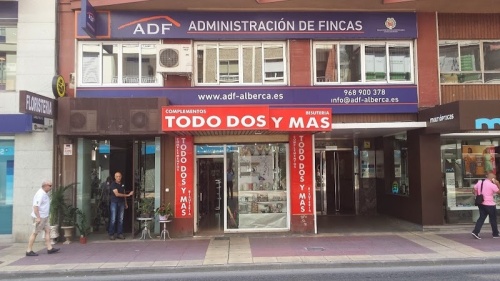 ADF ADMINISTRACIÓN DE FINCAS
www.adf-alberca.es
968 900 378
info@adf-alberca.es
FLORISTERIA
COMPLEMENTOS
BISUTERIA
TODO DOS Y MAS
TODO DOS Y MAS
TODO DOS Y MAS